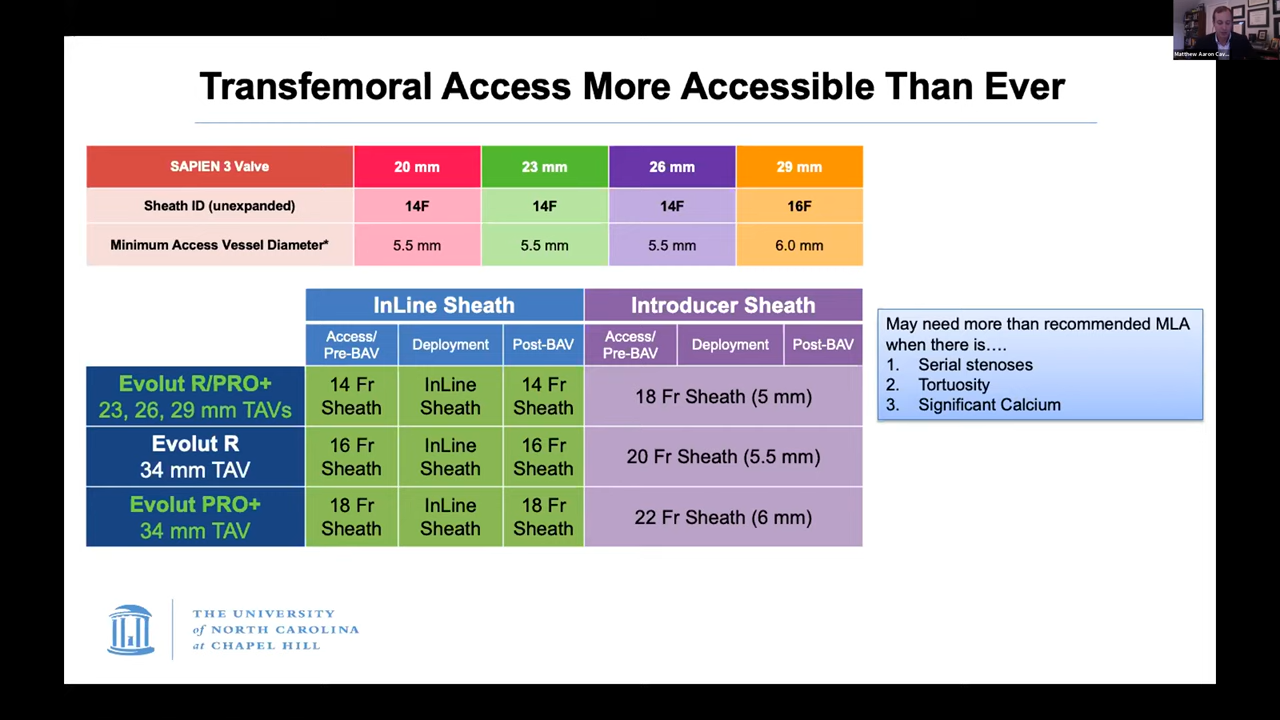 Matthew Aaron Cav...
Transfemoral Access More Accessible Than Ever
SAPIEN 3 Valve 20 mm 23 mm 26 mm 29 mm
Sheath ID (unexpanded) 14F 14F 14F 16F
Minimum Access Vessel Diameter* 5.5 mm 5.5 mm 5.5 mm 6.0 mm
InLine Sheath Introducer Sheath
Access/ Pre-BAV Deployment Post-BAV Access/ Pre-BAV Deployment Post-BAV
Evolut R/PRO+
23, 26, 29 mm TAVs
14 Fr Sheath
InLine Sheath
14 Fr Sheath
18 Fr Sheath (5 mm)
Evolut R
34 mm TAV
16 Fr Sheath
InLine Sheath
16 Fr Sheath
20 Fr Sheath (5.5 mm)
Evolut PRO+
34 mm TAV
18 Fr Sheath
InLine Sheath
18 Fr Sheath
22 Fr Sheath (6 mm)
May need more than recommended MLA
when there is....
1. Serial stenoses
2. Tortuosity
3. Significant Calcium
THE UNIVERSITY
of NORTH CAROLINA
at CHAPEL HILL